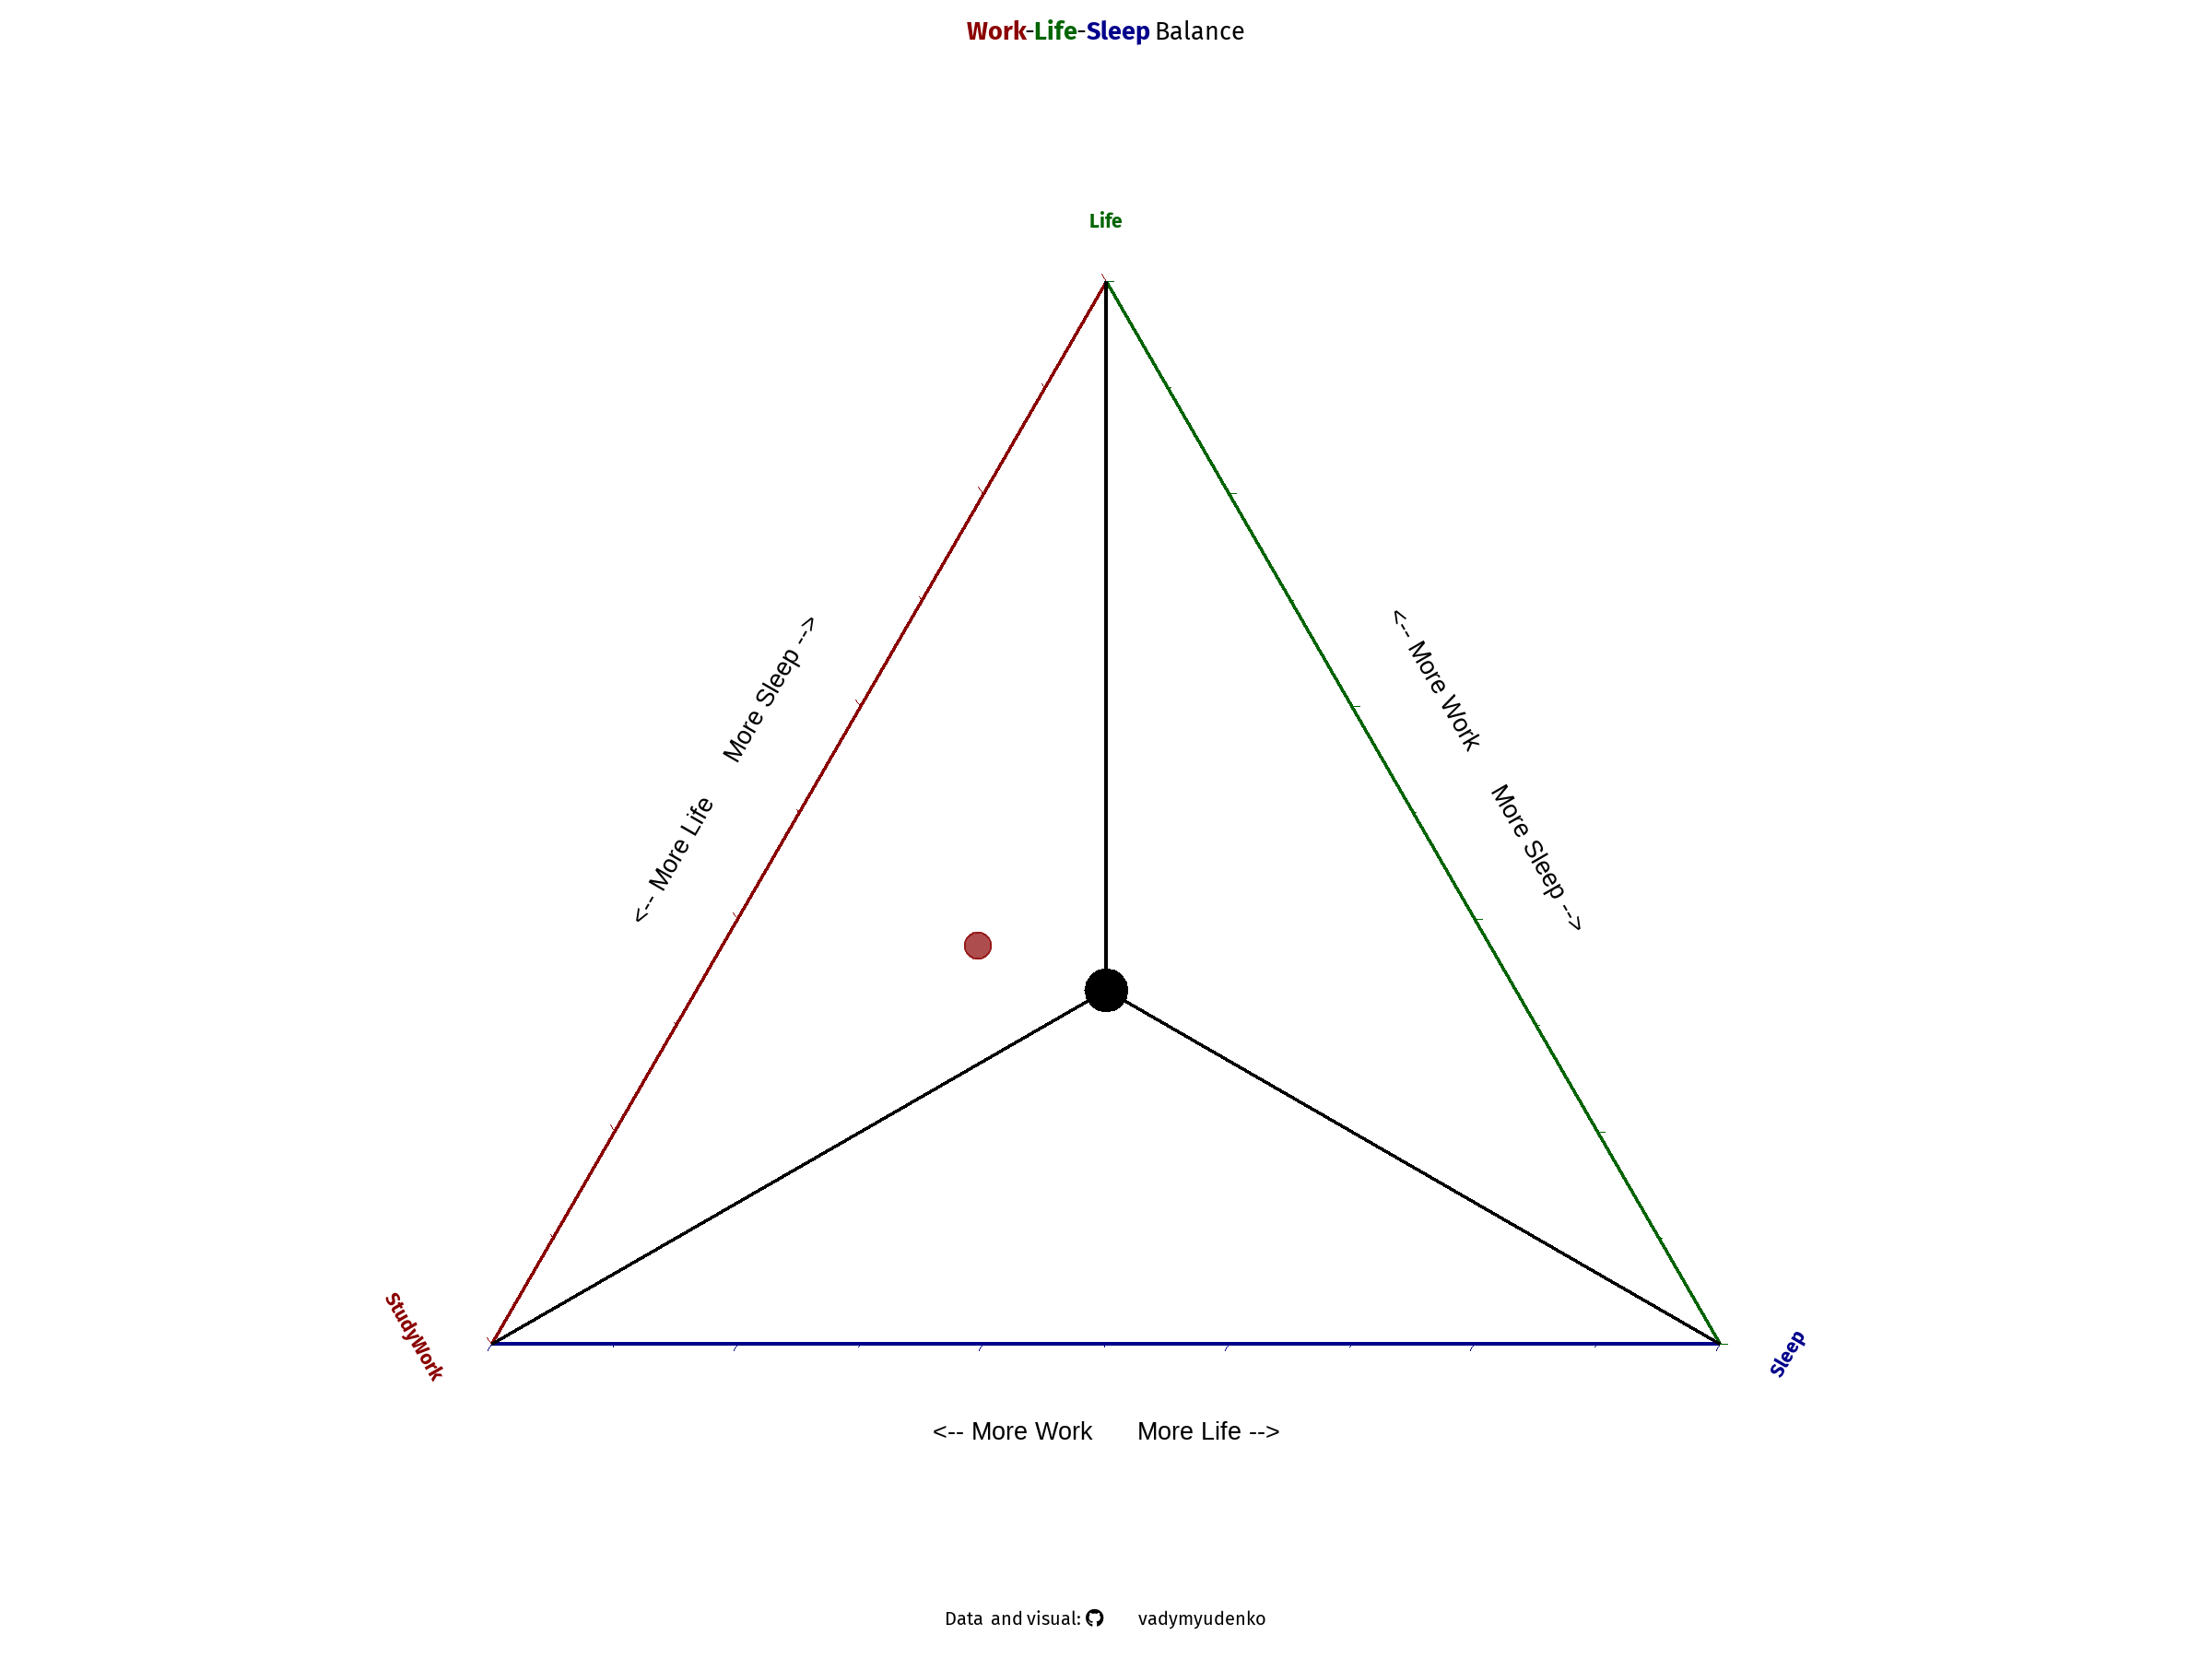 Work-Life-Sleep Balance
Life
<-- More Life    More Sleep -->
<-- More Work    More Sleep -->
StudyWork
Sleep
<-- More Work    More Life -->
Data and visual: vadymyudenko